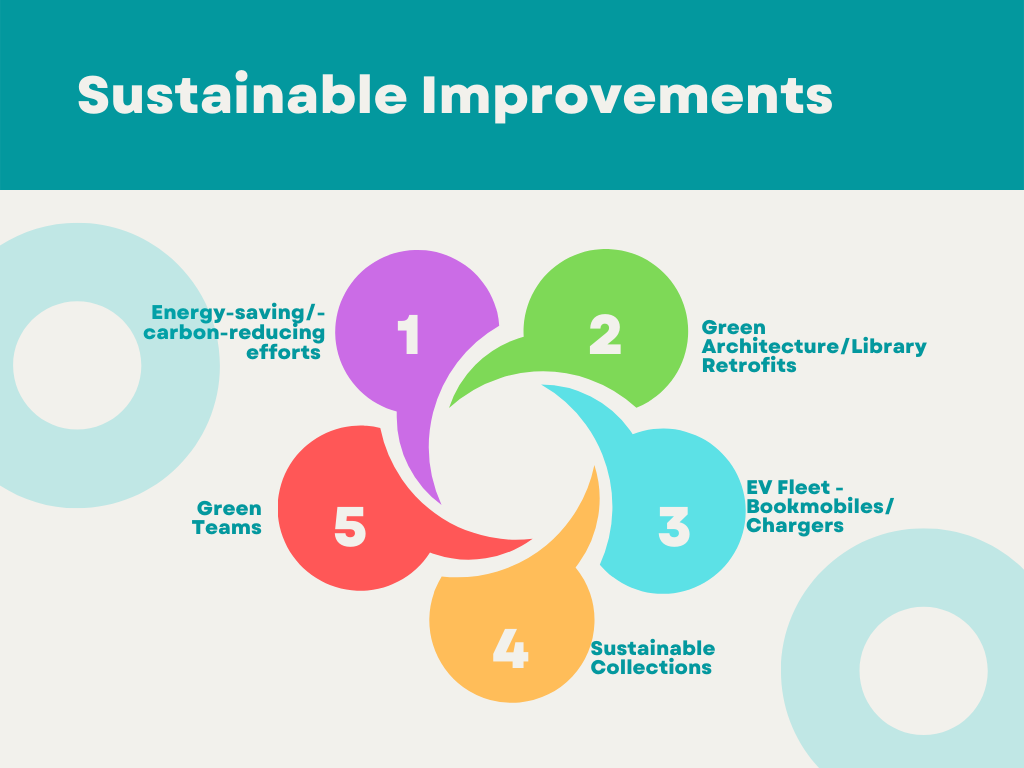 Sustainable Improvements
1
Energy-saving/-
carbon-reducing
efforts
2
Green
Architecture/Library
Retrofits
3
EV Fleet -
Bookmobiles/
Chargers
4
Sustainable
Collections
5
Green
Teams